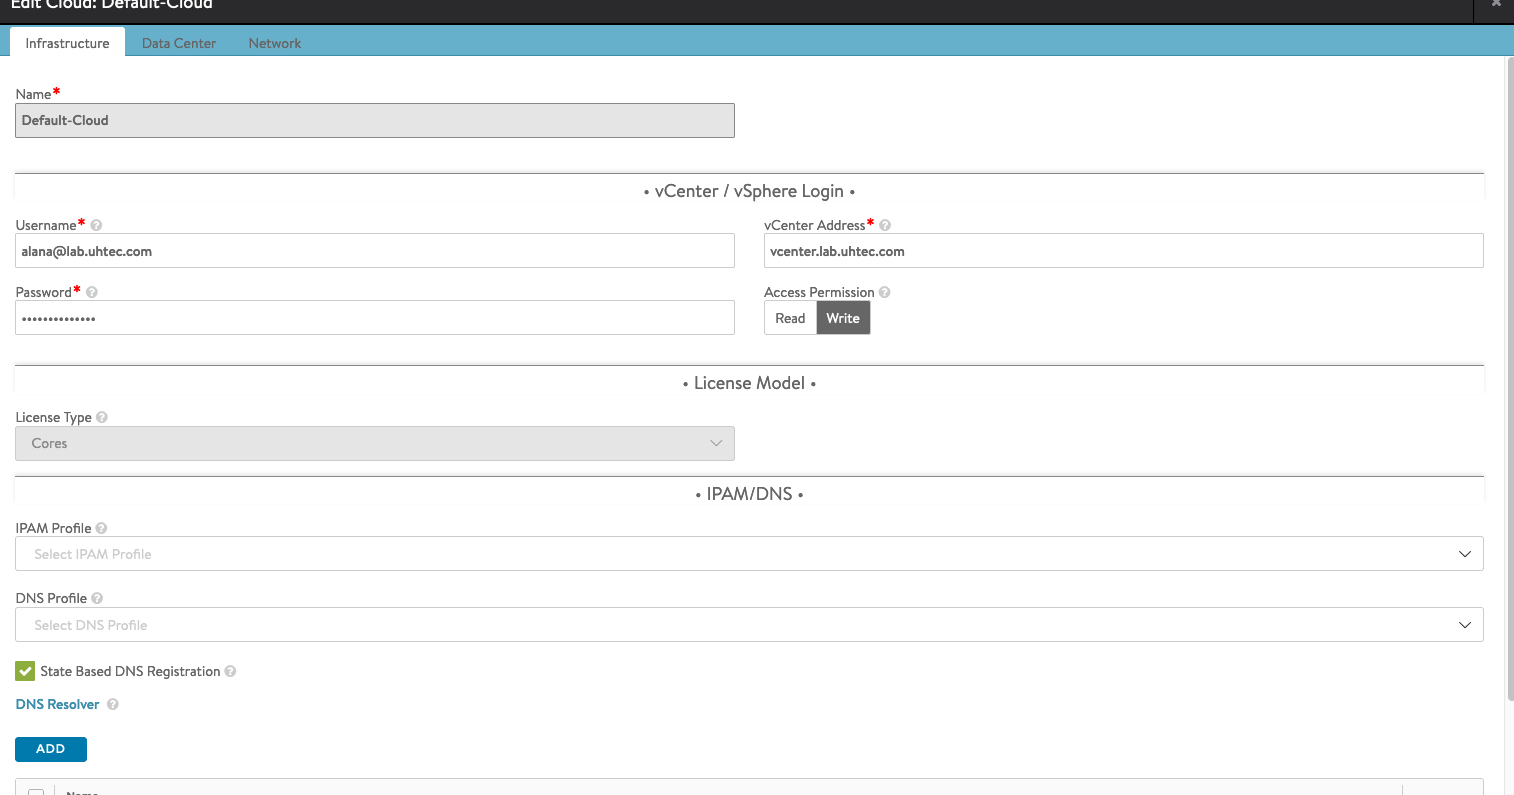 Edit Cloud: Default-Cloud
Infrastructure Data Center Network
Name*
Default-Cloud
• vCenter / vSphere Login •
Username* ? vCenter Address* ?
alana@lab.uhtec.com vcenter.lab.uhtec.com
Password* ? Access Permission ?
•••••••••••••• Read Write
• License Model •
License Type ?
Cores
• IPAM/DNS •
IPAM Profile ?
Select IPAM Profile
DNS Profile ?
Select DNS Profile
State Based DNS Registration ?
DNS Resolver ?
ADD
Name